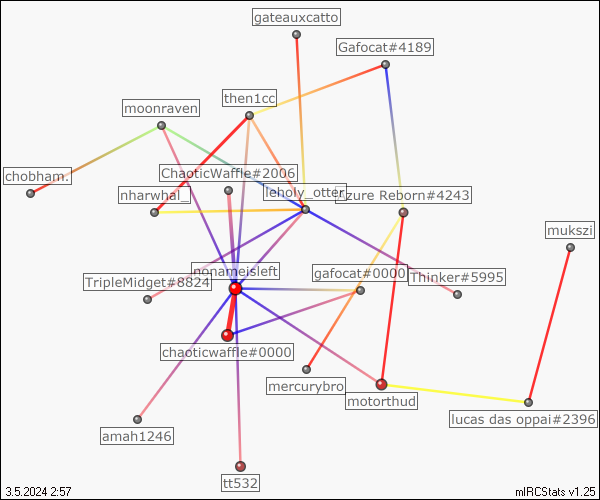 gateauxcatto
Gafocat#4189
then1cc
moonraven
chobham.
ChaoticWaffle#2006
nharwhal_
leholy_otter
zure Reborn#4243
mukszi
nonameisleft
gafocat#0000
Thinker#5995
TripleMidget#8824
chaoticwaffle#0000
mercurybro
motorthud
lucas das oppai#2396
amah1246
tt532
3.5.2024 2:57
mIRCStats v1.25